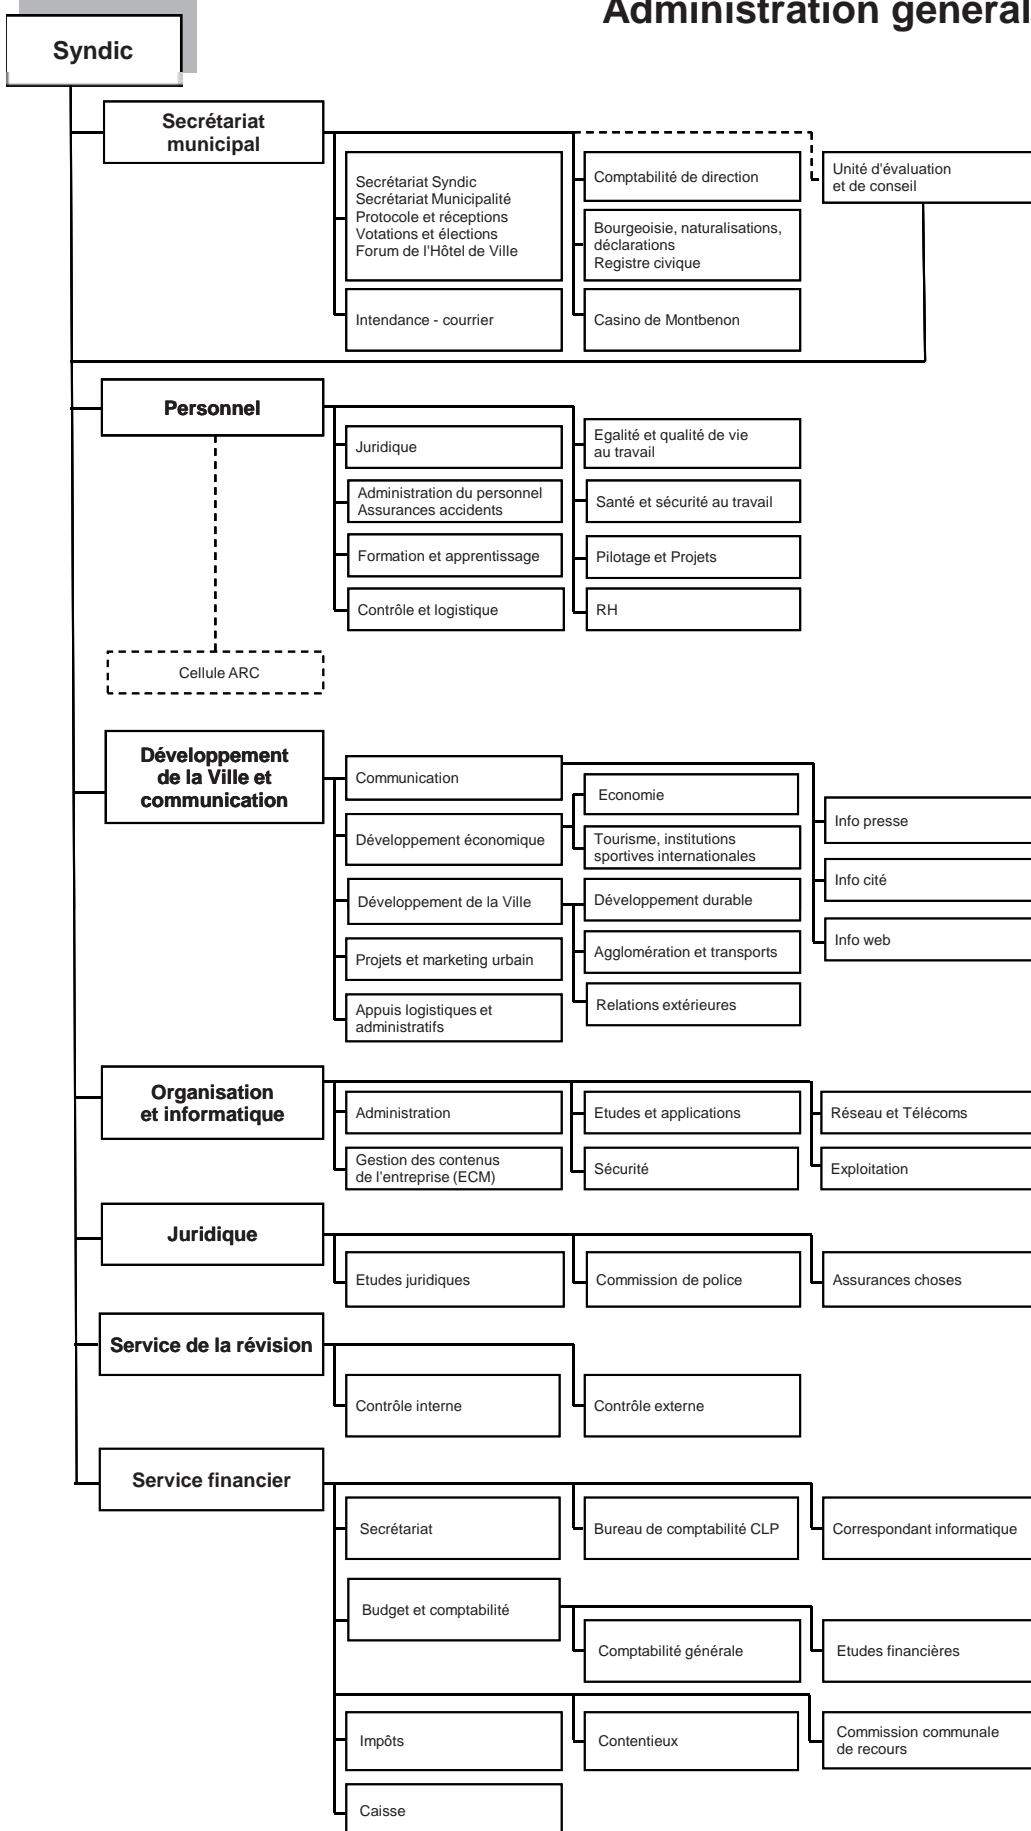 Administration général
Syndic
Secrétariat
municipal
Secrétariat Syndic
Secrétariat Municipalité
Protocole et réceptions
Votations et élections
Forum de l'Hôtel de Ville
Intendance - courrier
Comptabilité de direction
Bourgeoisie, naturalisations,
déclarations
Registre civique
Casino de Montbenon
Unité d'évaluation
et de conseil
Personnel
Juridique
Administration du personnel
Assurances accidents
Formation et apprentissage
Contrôle et logistique
Egalité et qualité de vie
au travail
Santé et sécurité au travail
Pilotage et Projets
RH
Cellule ARC
Développement
de la Ville et
communication
Communication
Développement économique
Développement de la Ville
Projets et marketing urbain
Appuis logistiques et
administratifs
Economie
Tourisme, institutions
sportives internationales
Développement durable
Agglomération et transports
Relations extérieures
Info presse
Info cité
Info web
Organisation
et informatique
Administration
Gestion des contenus
de l'entreprise (ECM)
Etudes et applications
Sécurité
Réseau et Télécoms
Exploitation
Juridique
Etudes juridiques
Commission de police
Assurances choses
Service de la révision
Contrôle interne
Contrôle externe
Service financier
Secrétariat
Bureau de comptabilité CLP
Correspondant informatique
Budget et comptabilité
Comptabilité générale
Etudes financières
Impôts
Contentieux
Commission communale
de recours
Caisse